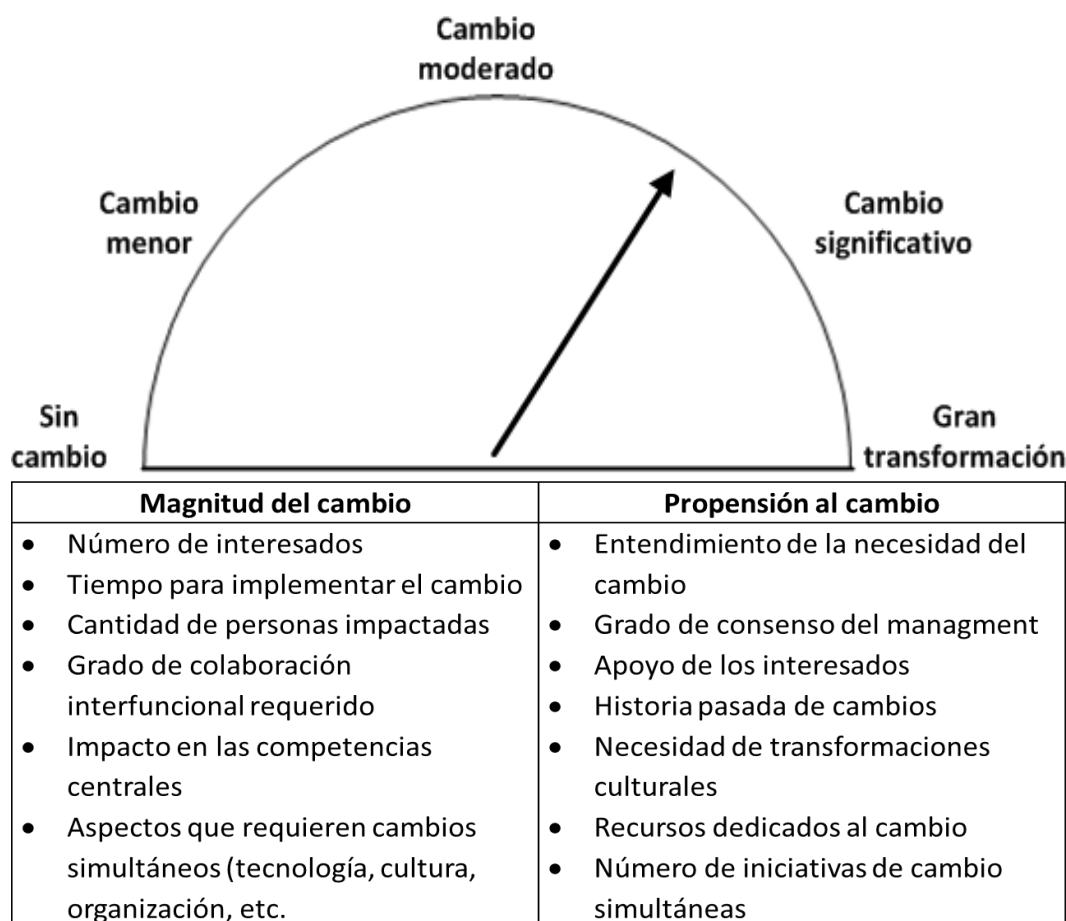 Cambio
moderado
Cambio
menor
Cambio
significativo
Sin
cambio
Gran
transformación
Magnitud del cambio
• Número de interesados
• Tiempo para implementar el cambio
• Cantidad de personas impactadas
• Grado de colaboración
interfuncional requerido
• Impacto en las competencias
centrales
• Aspectos que requieren cambios
simultáneos (tecnología, cultura,
organización, etc.
Propensión al cambio
• Entendimiento de la necesidad del
cambio
• Grado de consenso del managment
• Apoyo de los interesados
• Historia pasada de cambios
• Necesidad de transformaciones
culturales
• Recursos dedicados al cambio
• Número de iniciativas de cambio
simultáneas